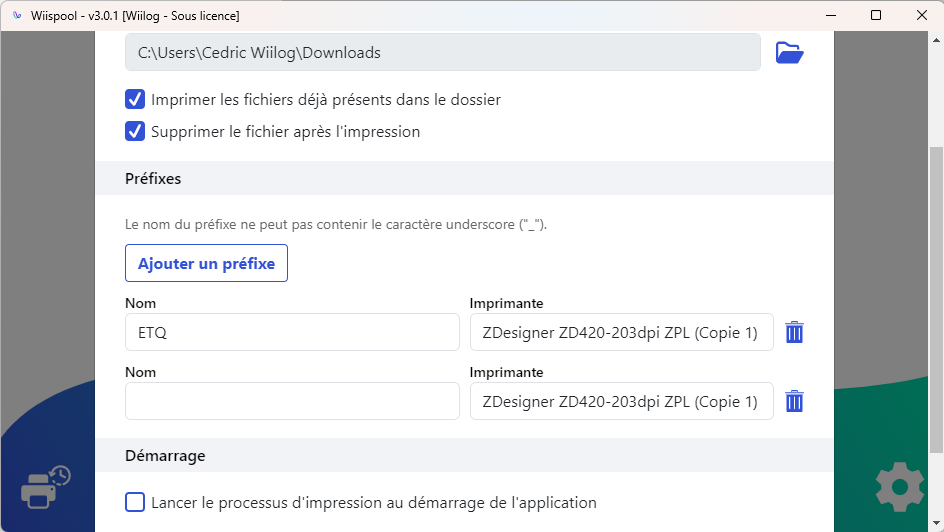 Wiispool - v3.0.1 [Wiilog - Sous licence]
C:\Users\Cedric Wiilog\Downloads
Imprimer les fichiers déjà présents dans le dossier
Supprimer le fichier après l'impression
Préfixes
Le nom du préfixe ne peut pas contenir le caractère underscore ("_").
Ajouter un préfixe
Nom Imprimante
ETQ ZDesigner ZD420-203dpi ZPL (Copie 1)
Nom Imprimante
ZDesigner ZD420-203dpi ZPL (Copie 1)
Démarrage
Lancer le processus d'impression au démarrage de l'application